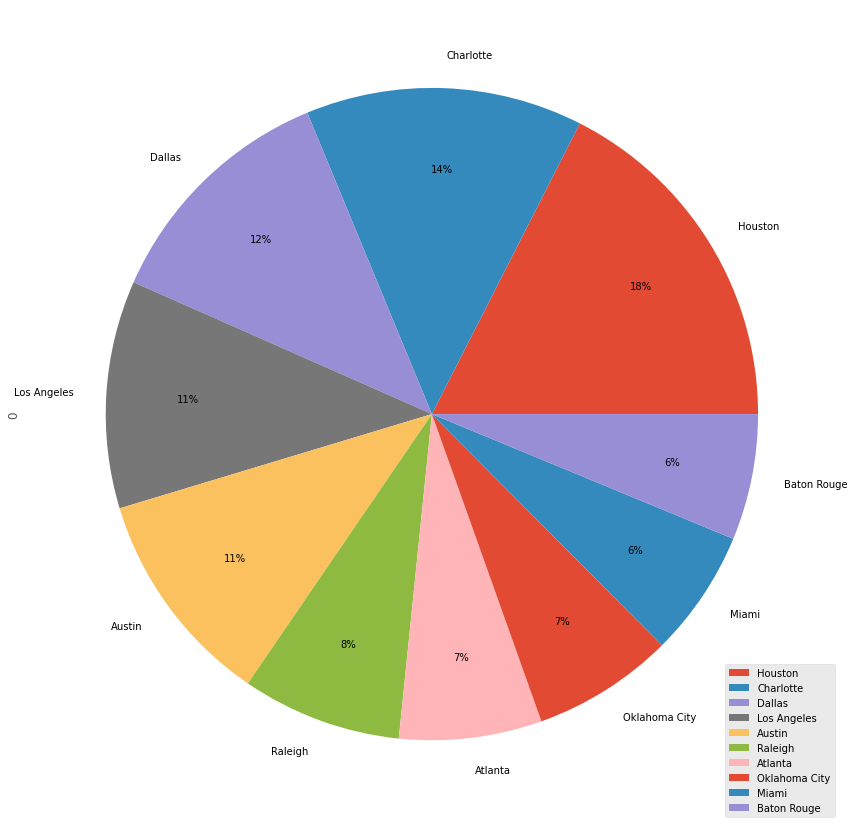 Charlotte
14%
Dallas
12%
Houston
18%
Los Angeles
11%
0
Baton Rouge
6%
Austin
11%
Miami
6%
Raleigh
8%
Atlanta
7%
Oklahoma City
7%
Houston
Charlotte
Dallas
Los Angeles
Austin
Raleigh
Atlanta
Oklahoma City
Miami
Baton Rouge